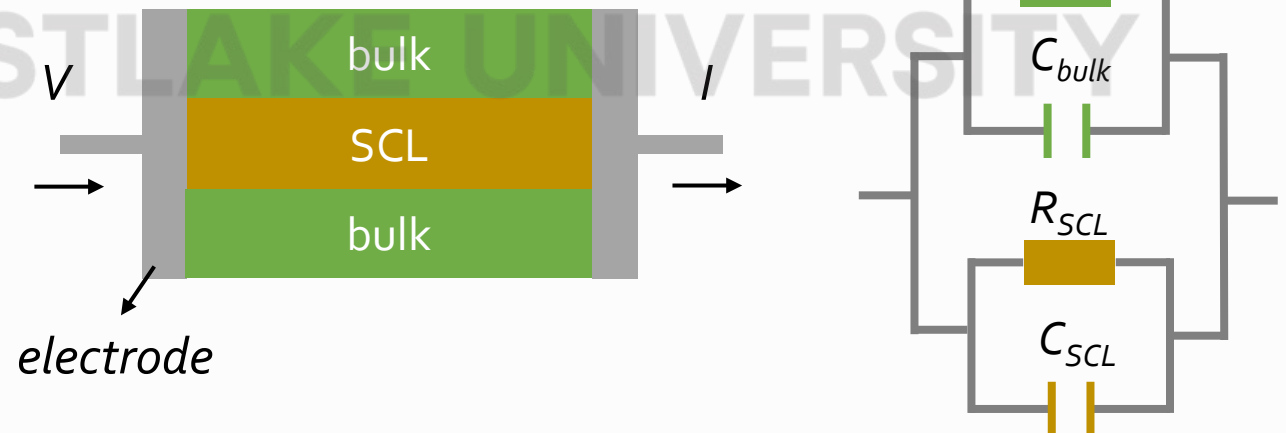 STLAKE UNIVERSITY
bulk
V
I
SCL
bulk
electrode
C_bulk
R_SCL
C_SCL